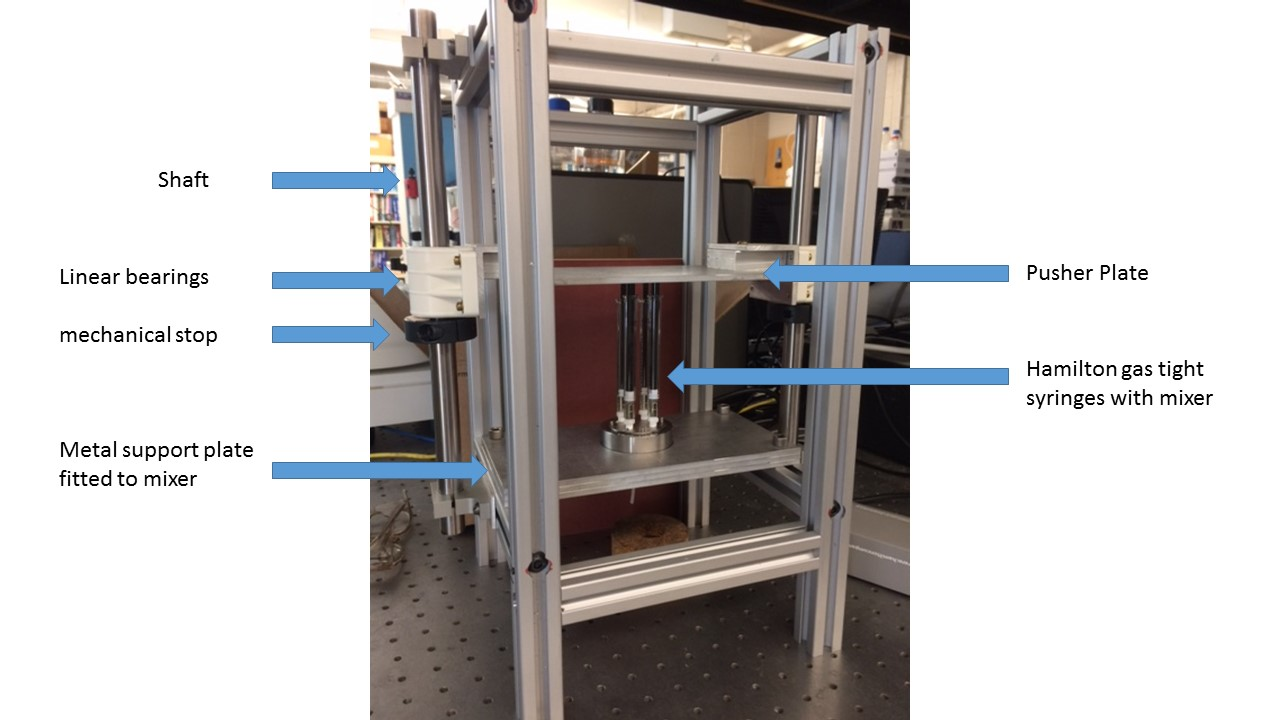 Shaft
Linear bearings
mechanical stop
Metal support plate
fitted to mixer
Pusher Plate
Hamilton gas tight
syringes with mixer